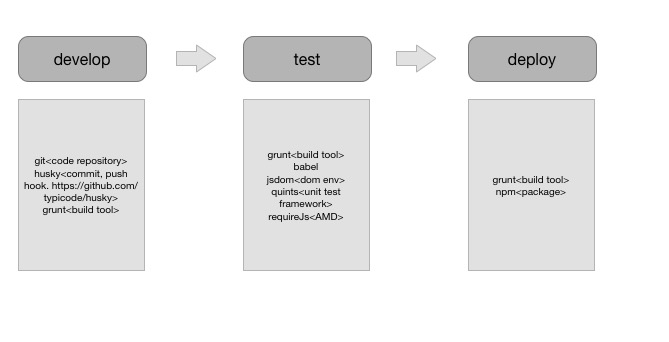 develop
test
deploy
git<code repository>
husky<commit, push
hook. https://github.com/
typicode/husky>
grunt<build tool>
grunt<build tool>
babel
jsdom<dom env>
quints<unit test
framework>
requireJs<AMD>
grunt<build tool>
npm<package>